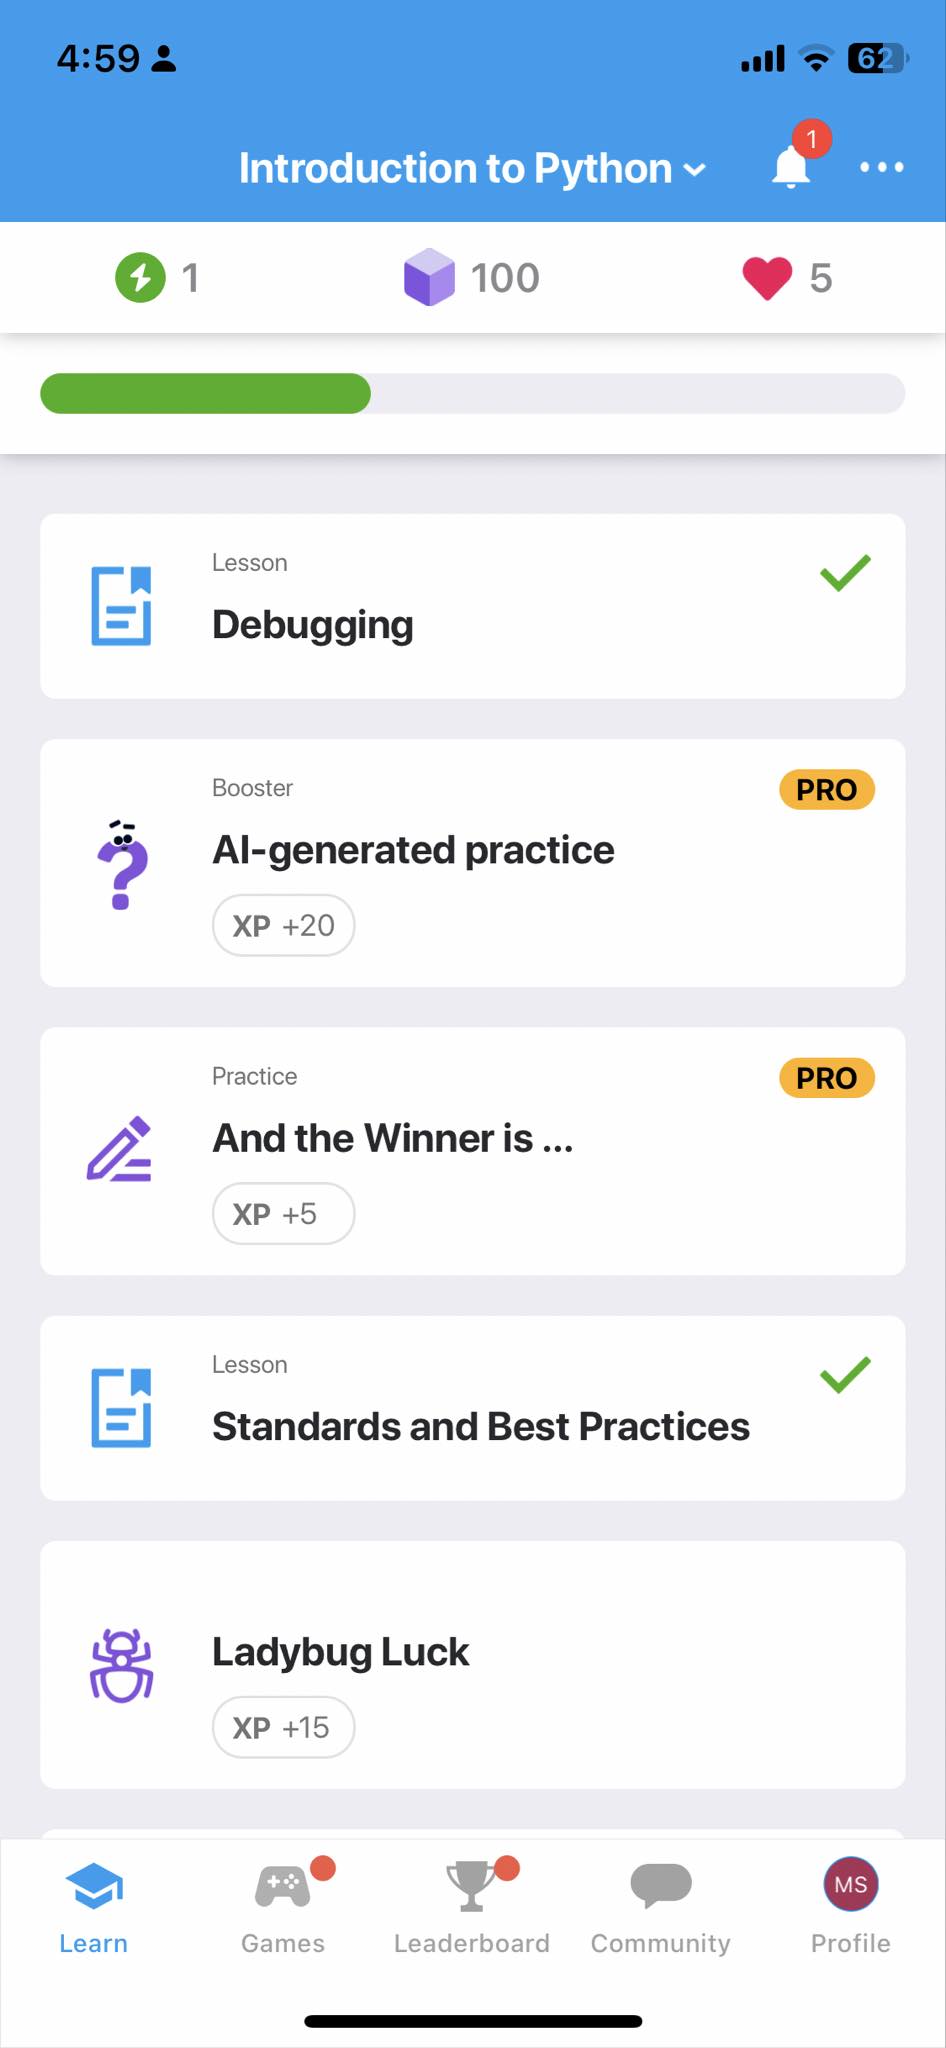 4:59
62
Introduction to Python
1
1
100
5
Lesson
Debugging
Booster
PRO
AI-generated practice
XP +20
Practice
PRO
And the Winner is ...
XP +5
Lesson
Standards and Best Practices
Ladybug Luck
XP +15
MS
Learn
Games
Leaderboard
Community
Profile